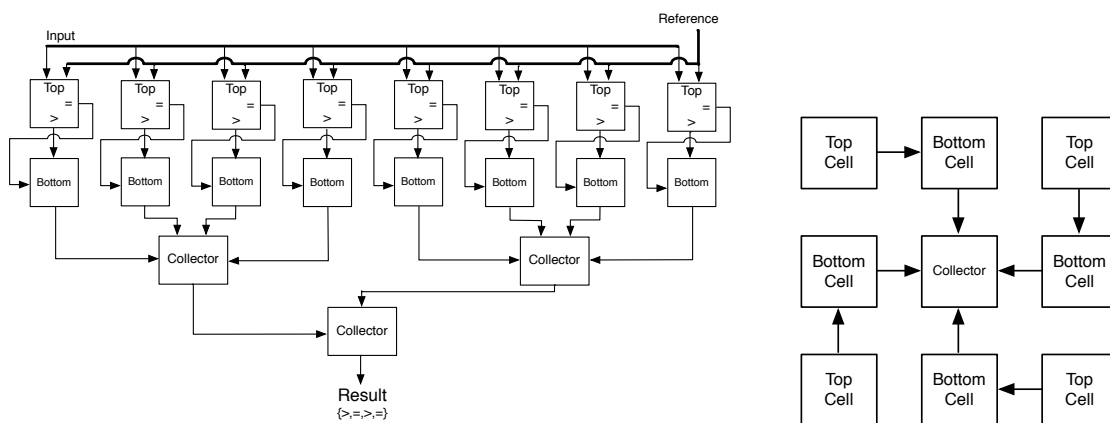 Reference
Input
Top Top Top Top Top Top Top Top
= = = = = = = =
> > > > > > > >
Bottom Bottom Bottom Bottom Bottom Bottom Bottom Bottom
Collector Collector
Collector
Result
{>,=,>,=}
Top Bottom Top
Cell Cell Cell
Bottom Collector Bottom
Cell Cell
Top Bottom Top
Cell Cell Cell